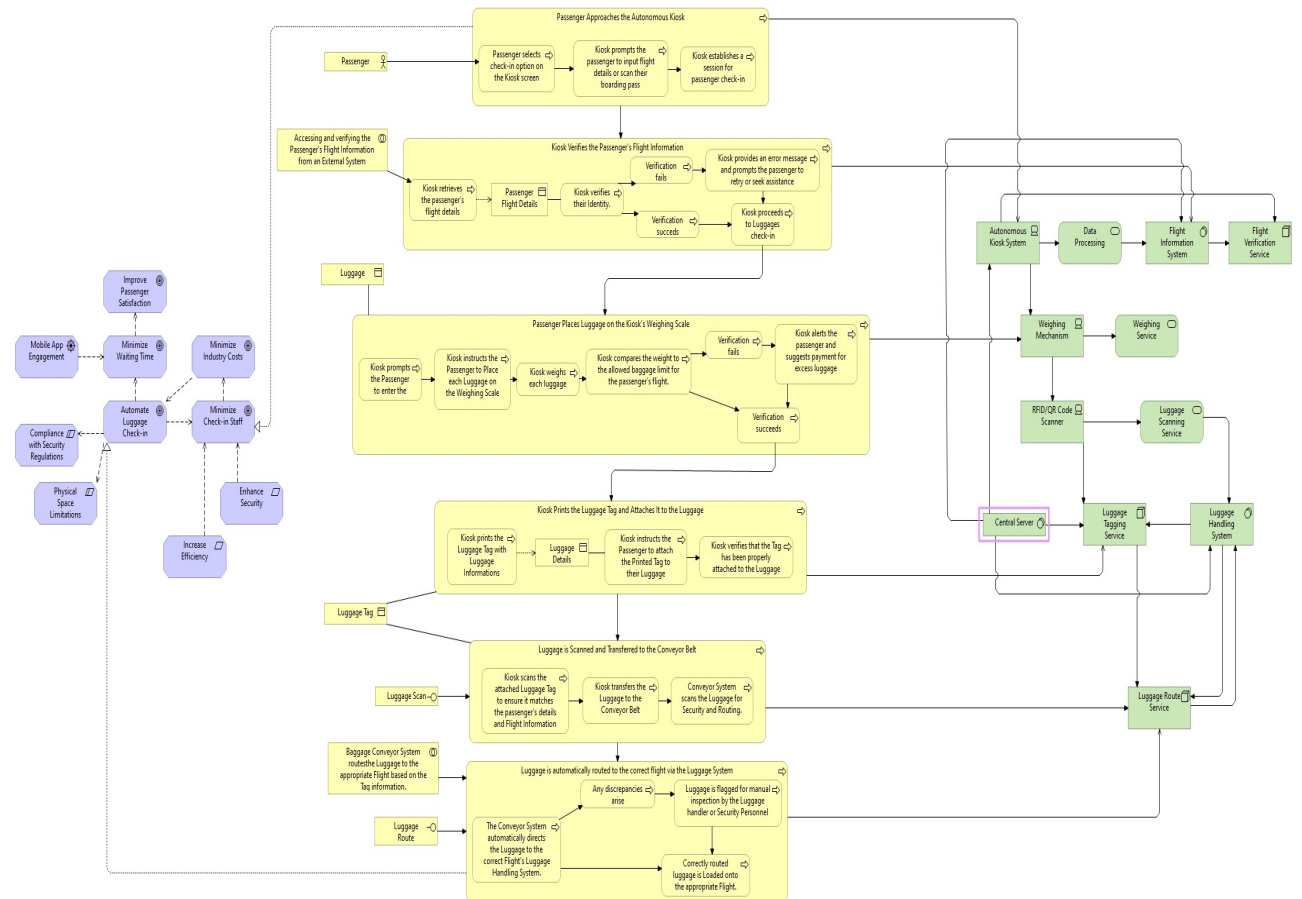 Passenger Approaches the Autonomous Kiosk
Passenger
Passenger selects
check-in option on
the Kiosk screen
Kiosk prompts the
passenger to input flight
details or scan their
boarding pass
Kiosk establishes a
session for
passenger check-in
Accessing and verifying the
Passenger's Flight Information
from an External System
Kiosk Verifies the Passenger's Flight Information
Kiosk retrieves
the passenger's
flight details
Passenger
Flight Details
Kiosk verifies
their Identity.
Verification
fails
Kiosk provides an error message
and prompts the passenger to
retry or seek assistance
Verification
succeds
Kiosk proceeds
to Luggages
check-in
Autonomous
Kiosk System
Data
Processing
Flight
Information
System
Flight
Verification
Service
Luggage
Improve
Passenger
Satisfaction
Mobile App
Engagement
Minimize
Waiting Time
Minimize
Industry Costs
Automate
Luggage
Check-in
Minimize
Check-in Staff
Compliance
with Security
Regulations
Physical
Space
Limitations
Enhance
Security
Increase
Efficiency
Passenger Places Luggage on the Kiosk's Weighing Scale
Kiosk prompts
the Passenger
to enter the
Kiosk instructs the
Passenger to Place
each Luggage on
the Weighing Scale
Kiosk weighs
each luggage
Kiosk compares the weight to
the allowed baggage limit for
the passenger's flight.
Verification
fails
Kiosk alerts the
passenger and
suggests payment for
excess luggage
Verification
succeeds
Weighing
Mechanism
Weighing
Service
RFID/QR Code
Scanner
Luggage
Scanning
Service
Central Server
Luggage
Tagging
Service
Luggage
Handling
System
Kiosk Prints the Luggage Tag and Attaches It to the Luggage
Kiosk prints the
Luggage Tag with
Luggage
Informations
Luggage
Details
Kiosk instructs the
Passenger to attach
the Printed Tag to
their Luggage
Kiosk verifies that the Tag
has been properly
attached to the Luggage
Luggage Tag
Luggage is Scanned and Transferred to the Conveyor Belt
Luggage Scan
Kiosk scans the
attached Luggage Tag
to ensure it matches
the passenger's details
and Flight Information
Kiosk transfers the
Luggage to the
Conveyor Belt
Conveyor System
scans the Luggage for
Security and Routing.
Luggage Route
Service
Baggage Conveyor System
routesthe Luggage to the
appropriate Flight based on the
Tag information.
Luggage is automatically routed to the correct flight via the Luggage System
Luggage
Route
The Conveyor System
automatically directs
the Luggage to the
correct Flight's Luggage
Handling System.
Any discrepancies
arise
Luggage is flagged for manual
inspection by the Luggage
handler or Security Personnel
Correctly routed
luggage is Loaded onto
the appropriate Flight.